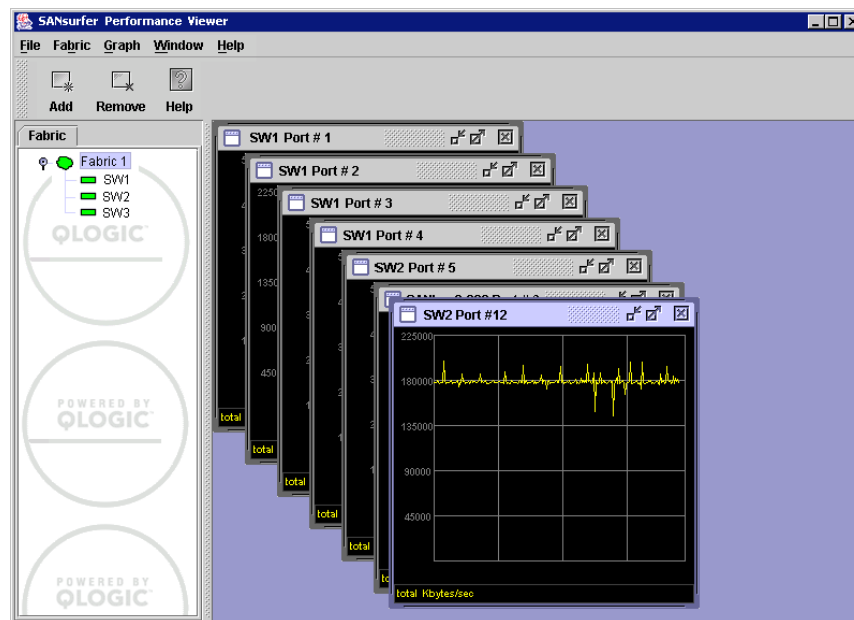 SANsurfer Performance Viewer
File Fabric Graph Window Help
Add Remove Help
Fabric
Fabric 1
SW1
SW2
SW3
QLOGIC
POWERED BY
QLOGIC
POWERED BY
QLOGIC
SW1 Port # 1
total
SW1 Port # 2
2250
1800
1350
900
450
total
SW1 Port # 3
total
SW1 Port # 4
total
SW2 Port # 5
total
SW2 Port #12
225000
180000
135000
90000
45000
total Kbytes/sec